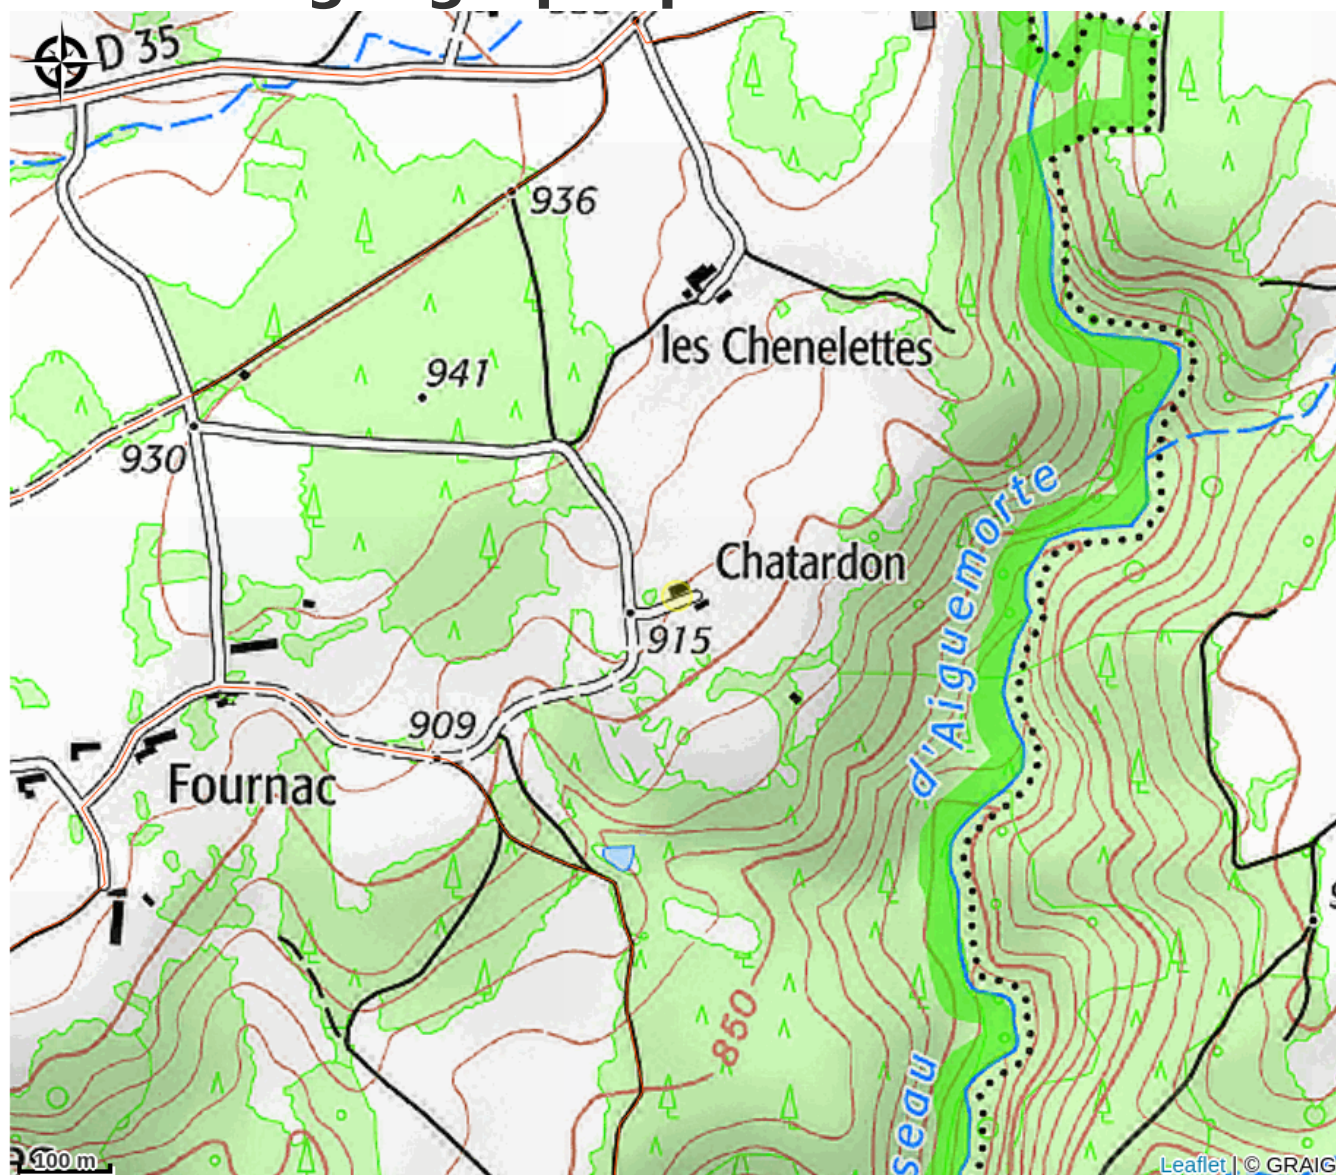 D 35
936
les Chenelettes
941
930
d'Aiguemorte
Chatardon
915
909
Fournac
850
seau
100 m
Leaflet | © GRAIG